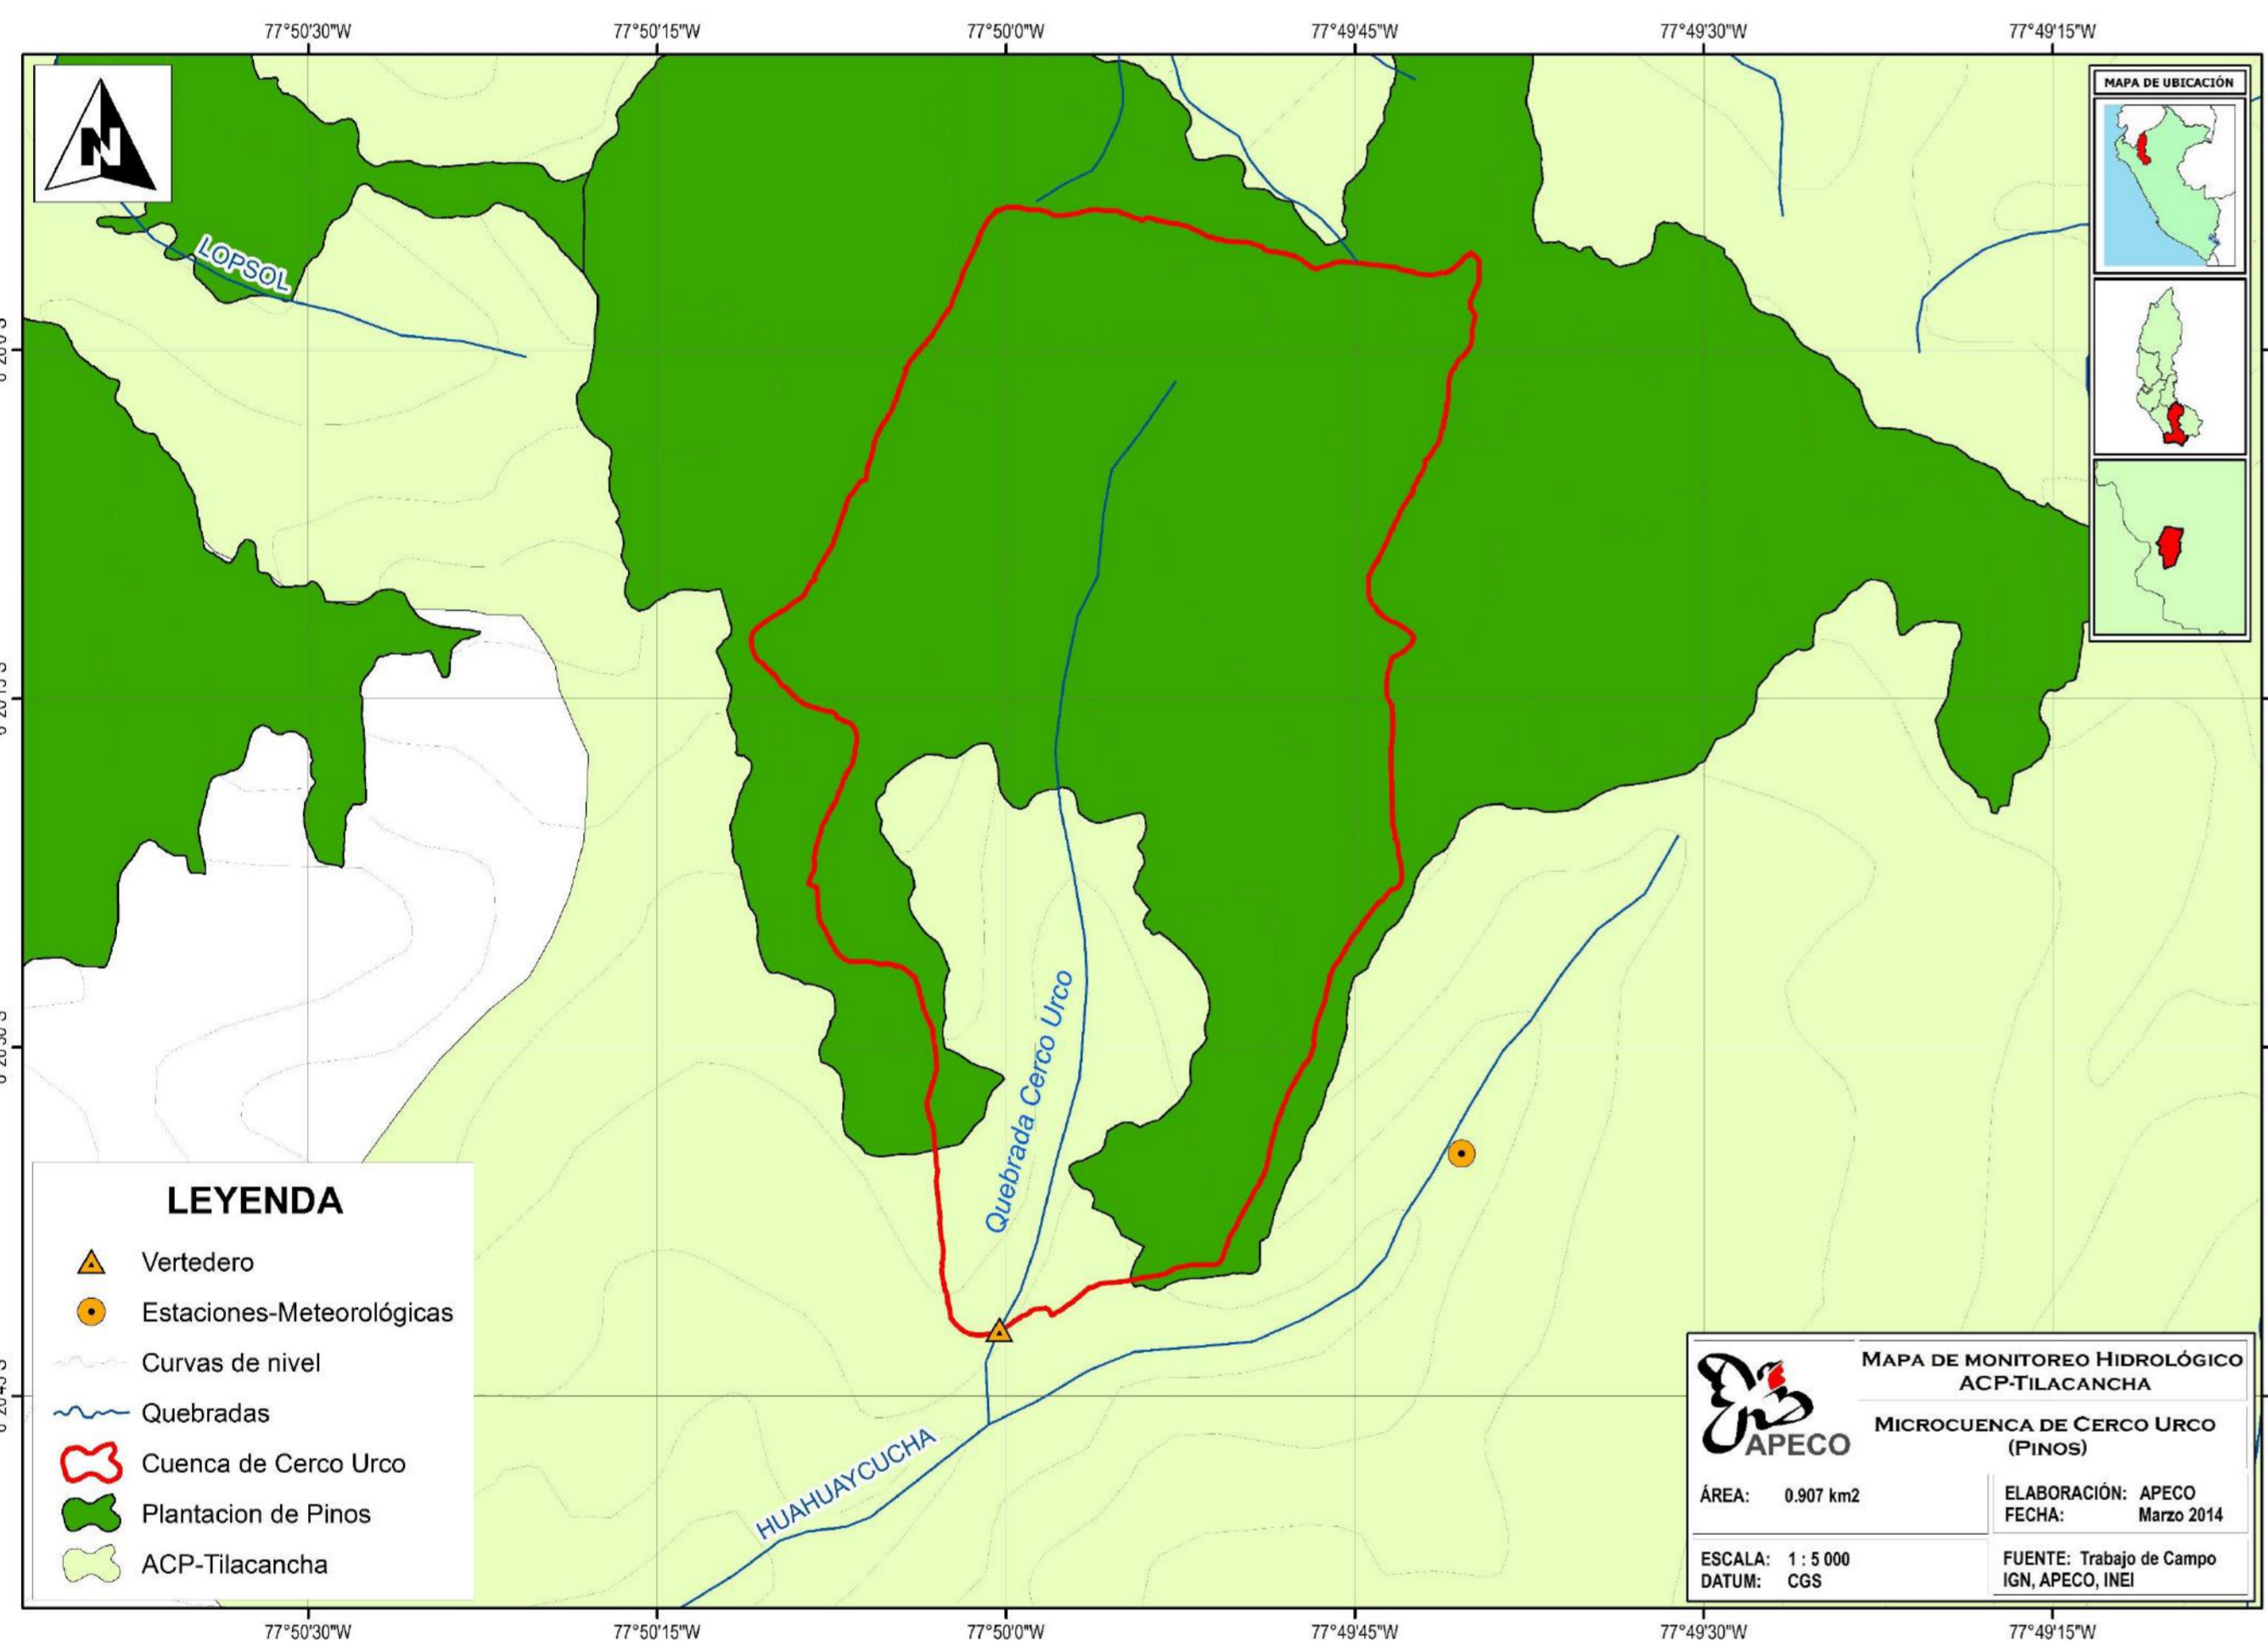 77°50'30"W
77°50'15"W
77°50'0"W
77°49'45"W
77°49'30"W
77°49'15"W
N
MAPA DE UBICACIÓN
LOPSOL
Quebrada Cerco Urco
HUAHUAYCUCHA
LEYENDA
Vertedero
Estaciones-Meteorológicas
Curvas de nivel
Quebradas
Cuenca de Cerco Urco
Plantacion de Pinos
ACP-Tilacancha
APECO
MAPA DE MONITOREO HIDROLÓGICO
ACP-TILACANCHA
MICROCUENCA DE CERCO URCO
(PINOS)
ÁREA: 0.907 km2
ELABORACIÓN: APECO
FECHA: Marzo 2014
ESCALA: 1 : 5 000
DATUM: CGS
FUENTE: Trabajo de Campo
IGN, APECO, INEI
77°50'30"W
77°50'15"W
77°50'0"W
77°49'45"W
77°49'30"W
77°49'15"W